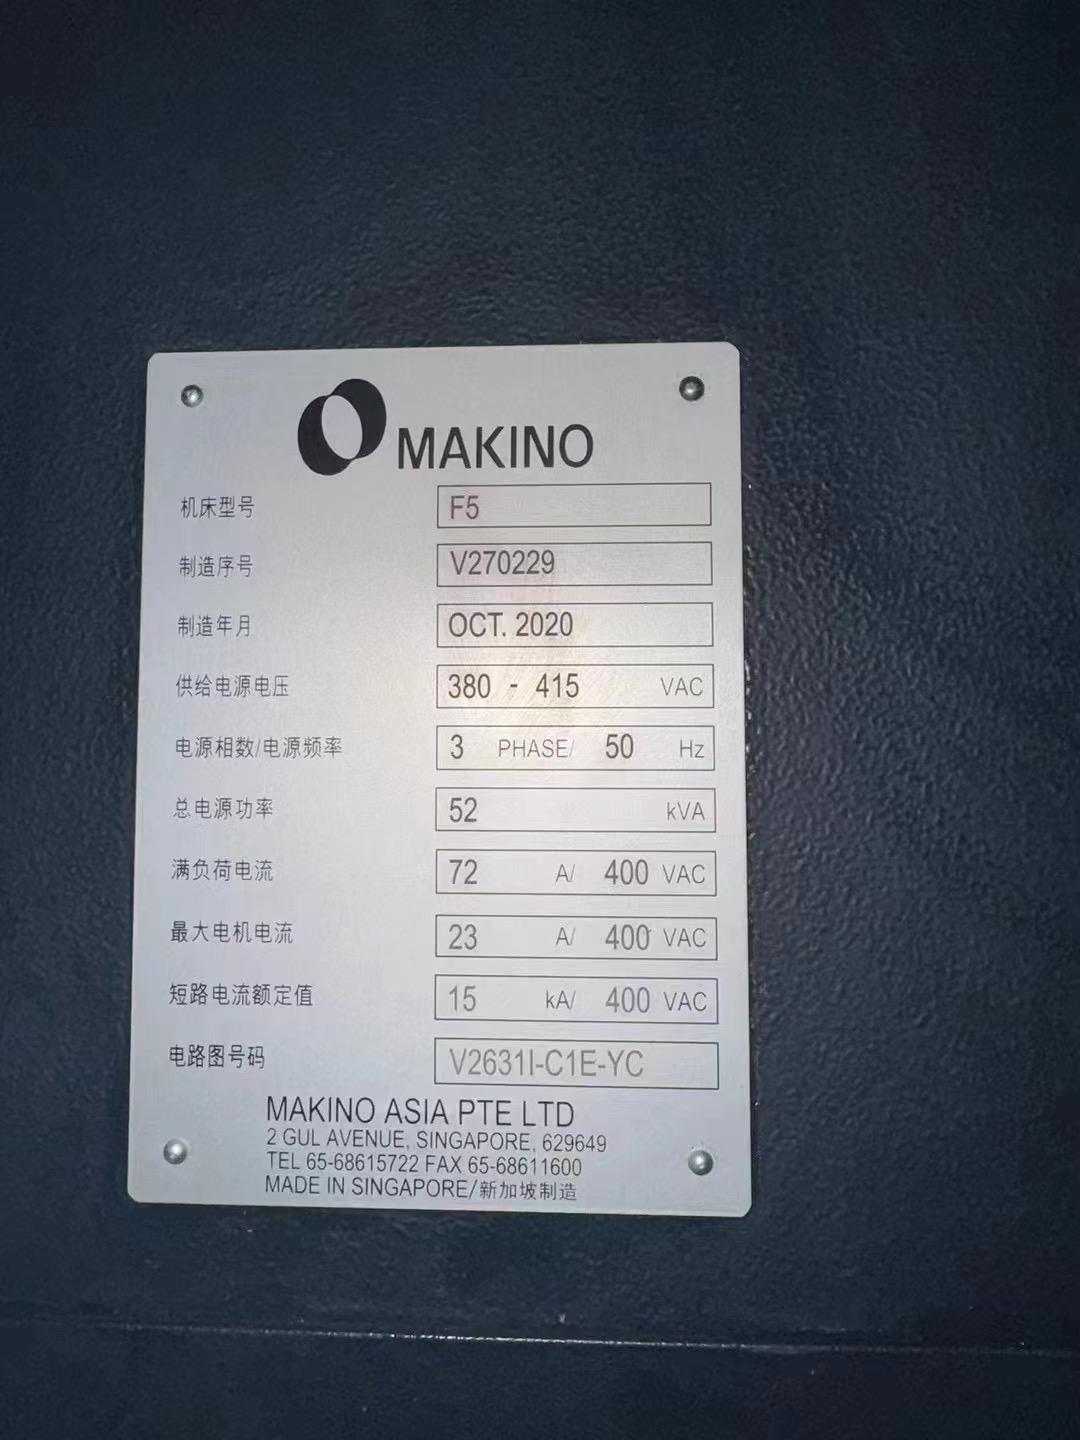 MAKINO
机床型号 F5
制造序号 V270229
制造年月 OCT. 2020
供给电源电压 380 - 415 VAC
电源相数/电源频率 3 PHASE/ 50 Hz
总电源功率 52 kVA
满负荷电流 72 A/ 400 VAC
最大电机电流 23 A/ 400 VAC
短路电流额定值 15 kA/ 400 VAC
电路图号码 V2631I-C1E-YC
MAKINO ASIA PTE LTD
2 GUL AVENUE, SINGAPORE, 629649
TEL 65-68615722 FAX 65-68611600
MADE IN SINGAPORE/新加坡制造